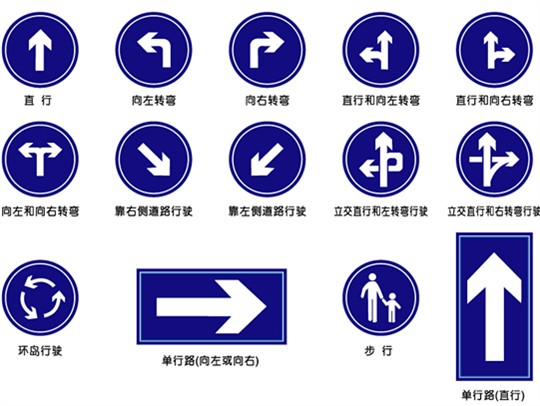 直 行
向左转弯
向右转弯
直行和向左转弯
直行和向右转弯
向左和向右转弯
靠右侧道路行驶
靠左侧道路行驶
立交直行和左转弯行驶
立交直行和右转弯行驶
环岛行驶
单行路(向左或向右)
步 行
单行路(直行)